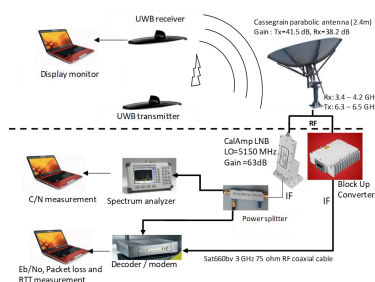 UWB receiver
Cassegrain parabolic antenna (2.4m)
Gain : Tx=41.5 dB, Rx=38.2 dB
Display monitor
UWB transmitter
Rx: 3.4 – 4.2 GH
Tx: 6.3 – 6.5 GH
RF
CalAmp LNB
LO=5150 MHz.
Gain =63dB
Block Up
Converter
IF
IF
C/N measurement
Spectrum analyzer
Power splitter
Sat660bv 3 GHz 75 ohm RF coaxial cable
Decoder / modem
Eb/No, Packet loss and
RTT measurement